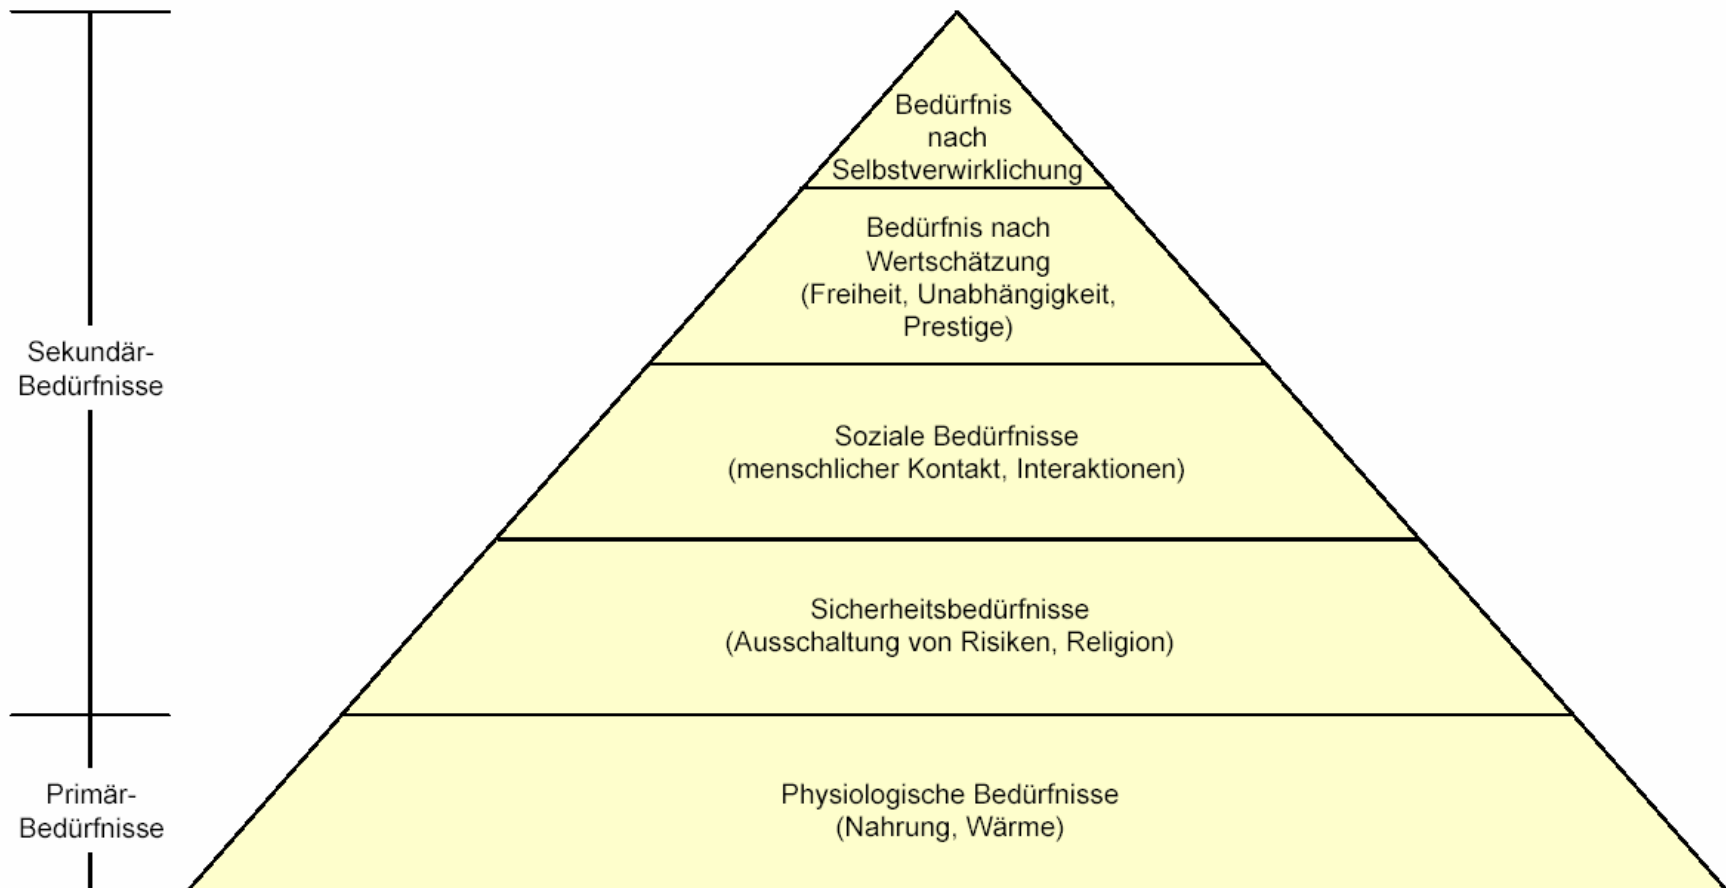 Bedürfnis
nach
Selbstverwirklichung
Bedürfnis nach
Wertschätzung
(Freiheit, Unabhängigkeit,
Prestige)
Sekundär-
Bedürfnisse
Soziale Bedürfnisse
(menschlicher Kontakt, Interaktionen)
Sicherheitsbedürfnisse
(Ausschaltung von Risiken, Religion)
Primär-
Bedürfnisse
Physiologische Bedürfnisse
(Nahrung, Wärme)